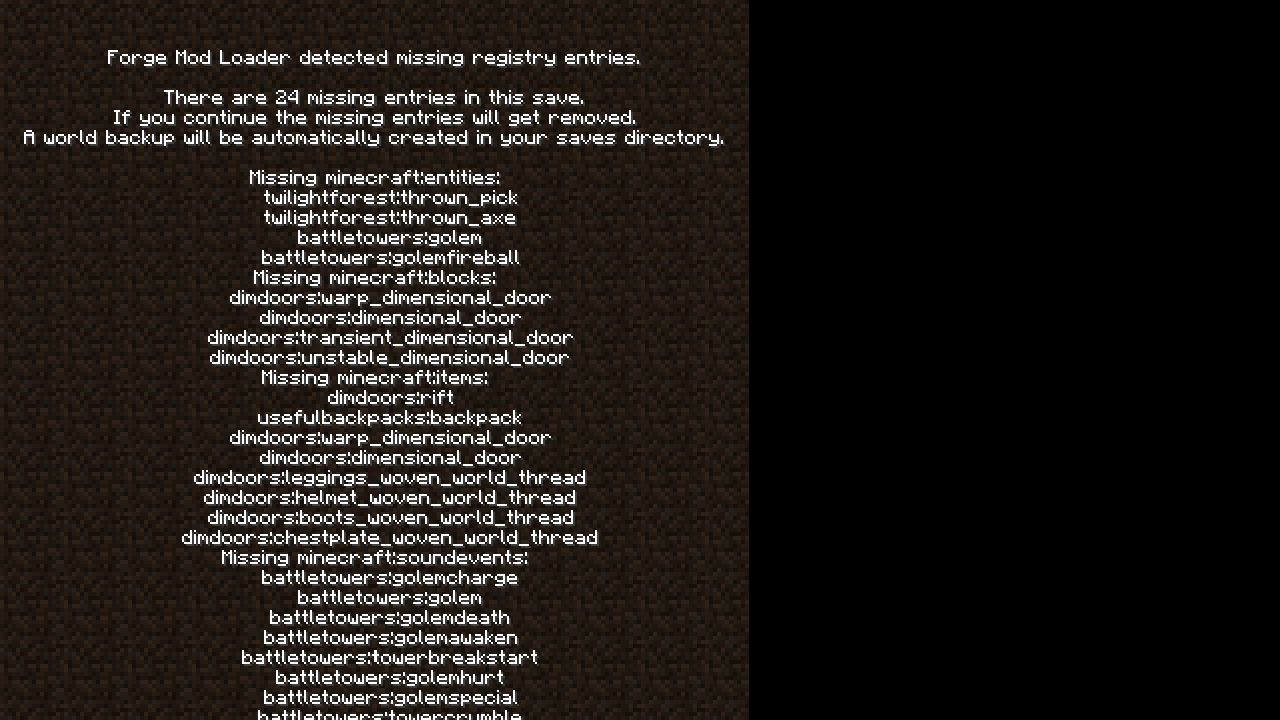 Forge Mod Loader detected missing registry entries.
There are 24 missing entries in this save.
If you continue the missing entries will get removed.
A world backup will be automatically created in your saves directory.
Missing minecraft:entities:
twilightforest:thrown_pick
twilightforest:thrown_axe
battletowers:golem
battletowers:golemfireball
Missing minecraft:blocks:
dimdoors:warp_dimensional_door
dimdoors:dimensional_door
dimdoors:transient_dimensional_door
dimdoors:unstable_dimensional_door
Missing minecraft:items:
dimdoors:rift
usefulbackpacks:backpack
dimdoors:warp_dimensional_door
dimdoors:dimensional_door
dimdoors:leggings_woven_world_thread
dimdoors:helmet_woven_world_thread
dimdoors:boots_woven_world_thread
dimdoors:chestplate_woven_world_thread
Missing minecraft:soundevents:
battletowers:golemcharge
battletowers:golem
battletowers:golemdeath
battletowers:golemawaken
battletowers:towerbreakstart
battletowers:golemhurt
battletowers:golemspecial
battletowers:towercrumble